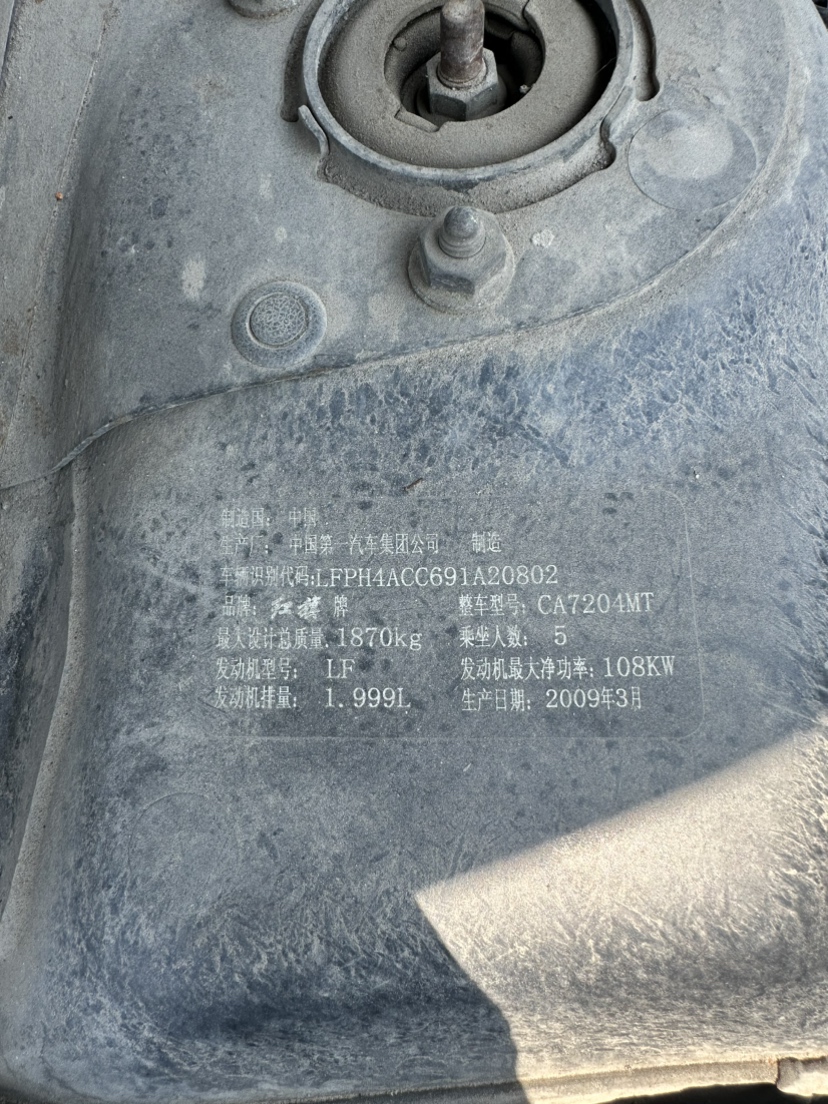 制造国: 中国
生产厂: 中国第一汽车集团公司 制造
车辆识别代码:LFPH4ACC691A20802
品牌: 红旗 牌 整车型号: CA7204MT
最大设计总质量: 1870kg 乘坐人数: 5
发动机型号: LF 发动机最大净功率: 108KW
发动机排量: 1.999L 生产日期: 2009年3月